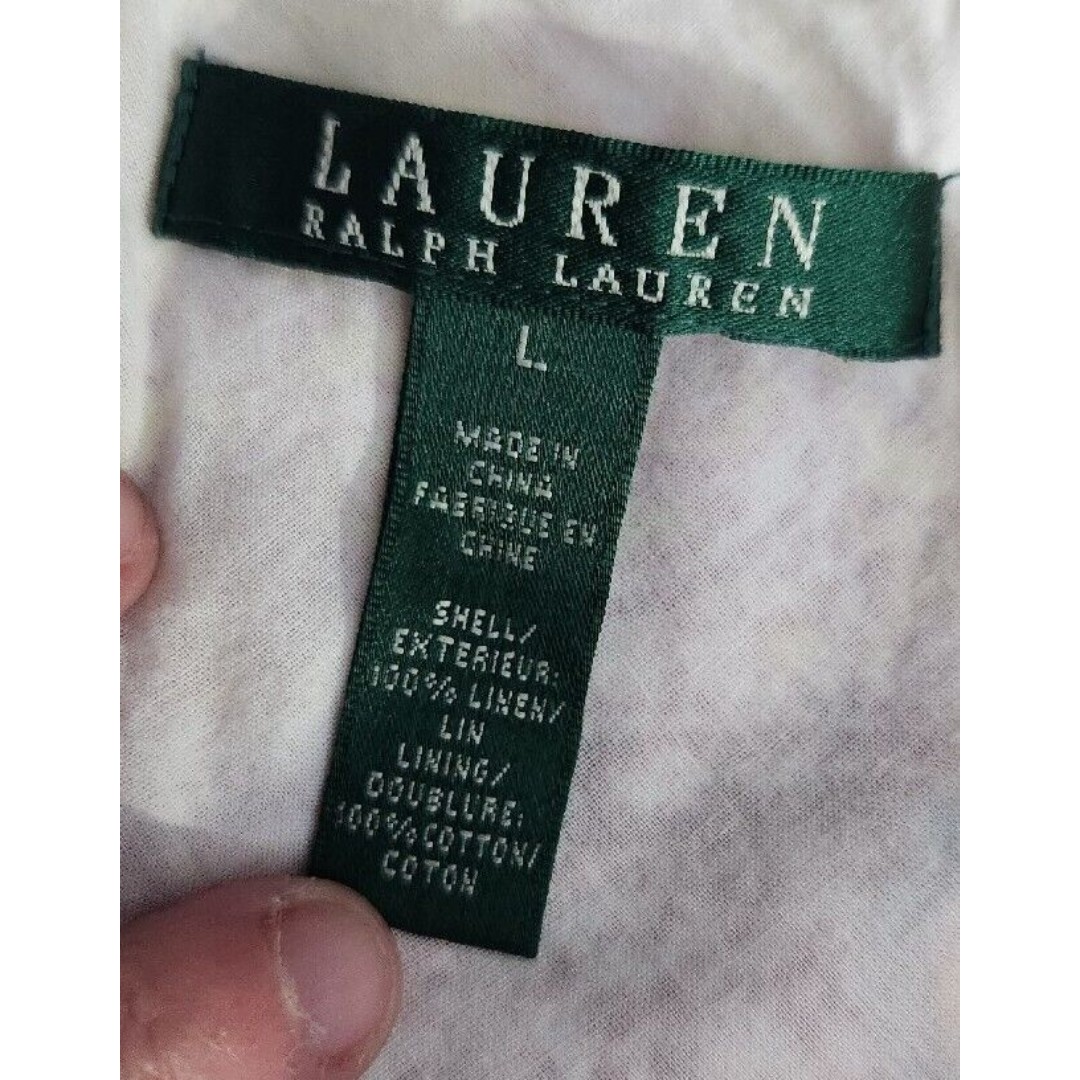 LAUREN
RALPH LAUREN
L
MADE IN
CHINA
FABRIQUE EN
CHINE
SHELL/
EXTERIEUR:
100% LINEN/
LIN
LINING/
DOUBLURE:
100% COTTON/
COTON